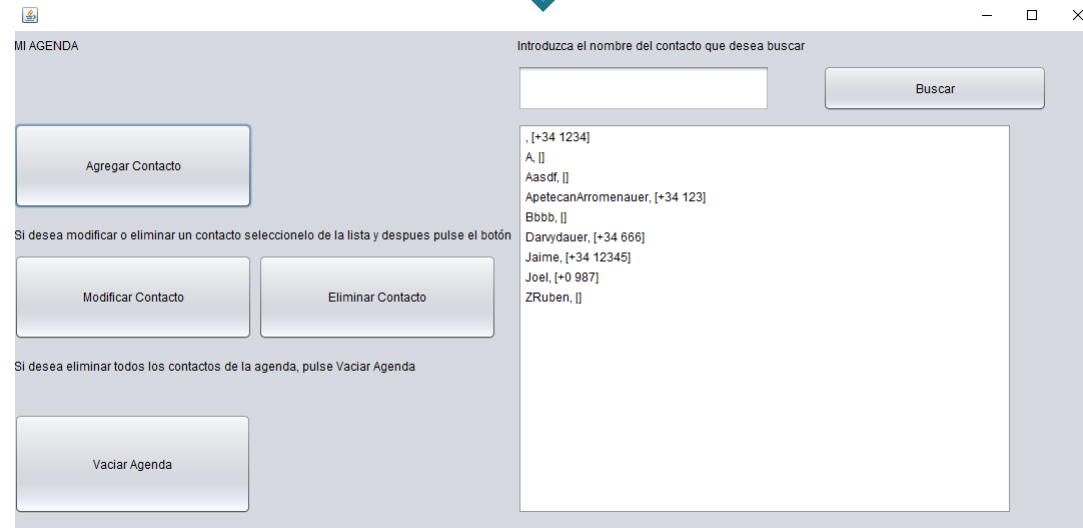 MI AGENDA
Introduzca el nombre del contacto que desea buscar
Buscar
Agregar Contacto
Si desea modificar o eliminar un contacto seleccionelo de la lista y despues pulse el botón
Modificar Contacto
Eliminar Contacto
Si desea eliminar todos los contactos de la agenda, pulse Vaciar Agenda
Vaciar Agenda
, [+34 1234]
A, []
Aasdf, []
ApetecanArromenauer, [+34 123]
Bbbb, []
Darvydauer, [+34 666]
Jaime, [+34 12345]
Joel, [+0 987]
ZRuben, []